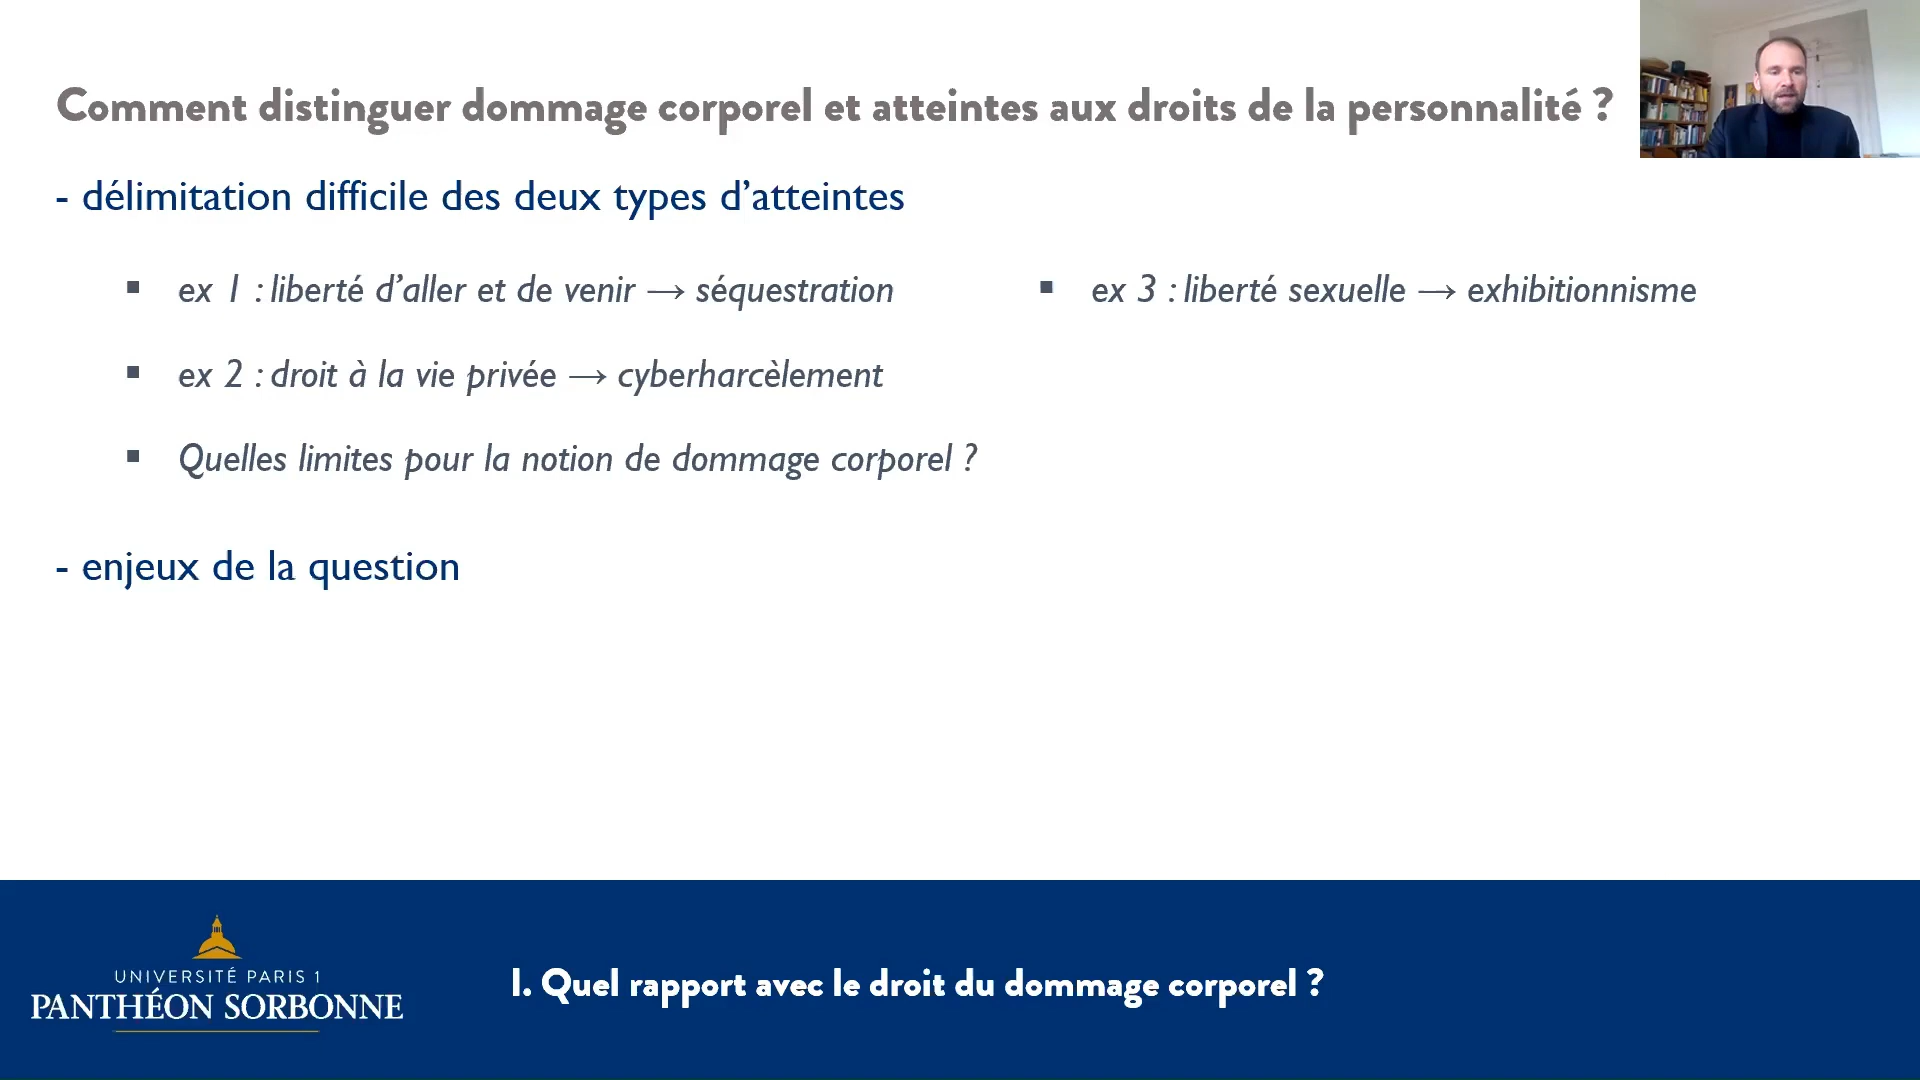 Comment distinguer dommage corporel et atteintes aux droits de la personnalité ?
- délimitation difficile des deux types d’atteintes
▪ ex 1 : liberté d’aller et de venir → séquestration
▪ ex 2 : droit à la vie privée → cyberharcèlement
▪ Quelles limites pour la notion de dommage corporel ?
▪ ex 3 : liberté sexuelle → exhibitionnisme
- enjeux de la question
UNIVERSITÉ PARIS 1
PANTHÉON SORBONNE
I. Quel rapport avec le droit du dommage corporel ?